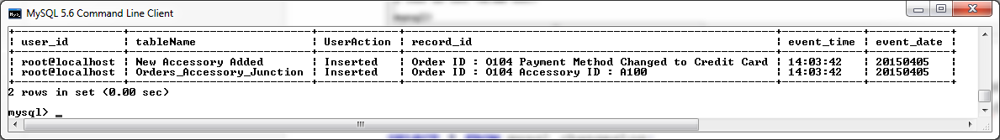 MySQL 5.6 Command Line Client
| user_id | tableName | UserAction | record_id | event_time | event_date |
| root@localhost | New Accessory Added | Inserted | Order ID : O104 Payment Method Changed to Credit Card | 14:03:42 | 20150405 |
| root@localhost | Orders_Accessory_Junction | Inserted | Order ID : O104 Accessory ID : A100 | 14:03:42 | 20150405 |
2 rows in set (0.00 sec)
mysql> _